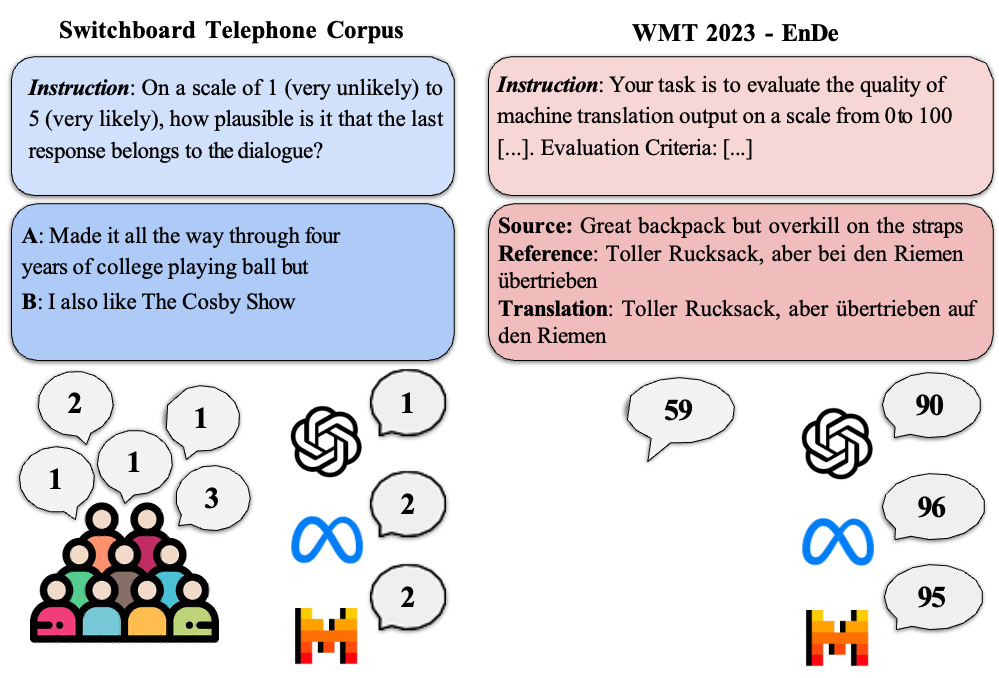 Switchboard Telephone Corpus
Instruction: On a scale of 1 (very unlikely) to
5 (very likely), how plausible is it that the last
response belongs to the dialogue?
A: Made it all the way through four
years of college playing ball but
B: I also like The Cosby Show
2
1
1
1
3
1
2
2
WMT 2023 - EnDe
Instruction: Your task is to evaluate the quality of
machine translation output on a scale from 0 to 100
[...]. Evaluation Criteria: [...]
Source: Great backpack but overkill on the straps
Reference: Toller Rucksack, aber bei den Riemen
übertrieben
Translation: Toller Rucksack, aber übertrieben auf
den Riemen
59
90
96
95